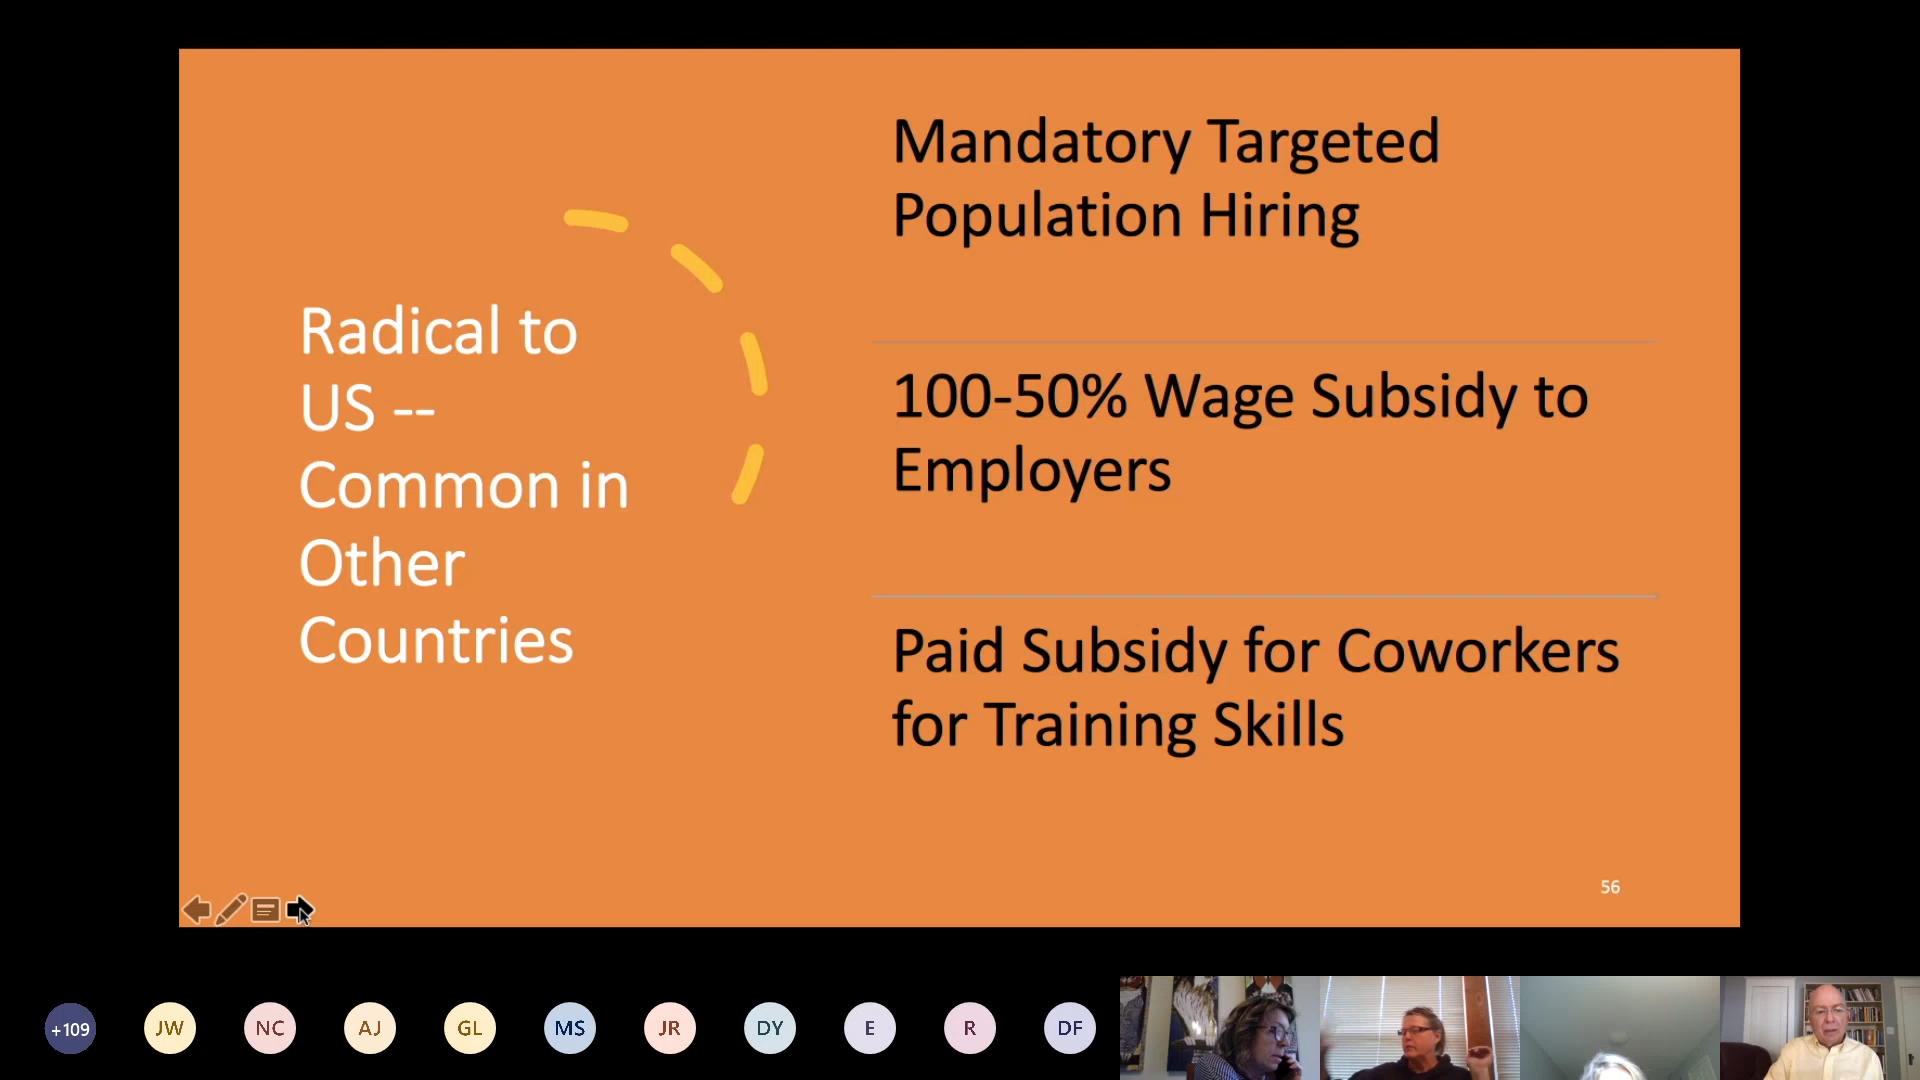 Radical to
US --
Common in
Other
Countries
Mandatory Targeted
Population Hiring
100-50% Wage Subsidy to
Employers
Paid Subsidy for Coworkers
for Training Skills
56
+109
JW
NC
AJ
GL
MS
JR
DY
E
R
DF